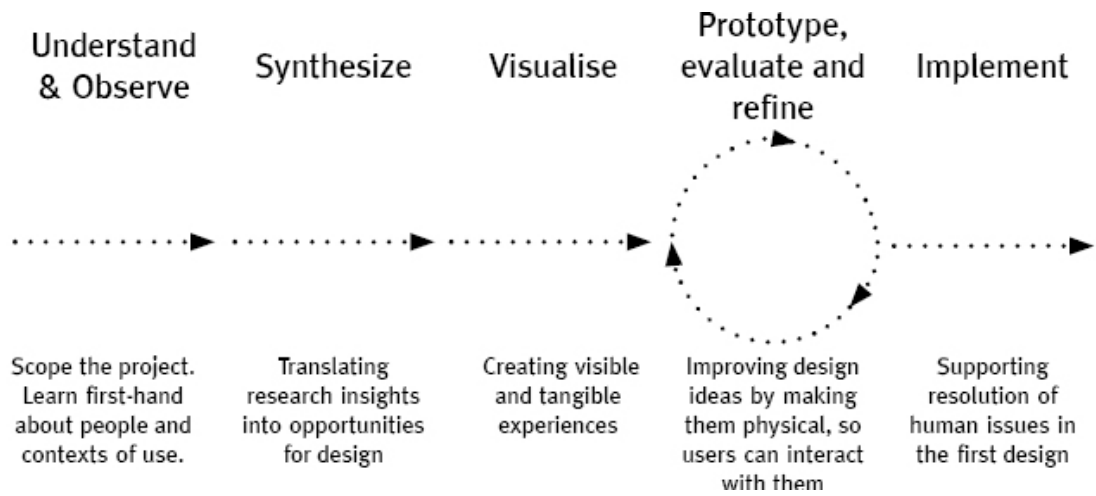 Understand
& Observe
Synthesize
Visualise
Prototype,
evaluate and
refine
Implement
Scope the project.
Learn first-hand
about people and
contexts of use.
Translating
research insights
into opportunities
for design
Creating visible
and tangible
experiences
Improving design
ideas by making
them physical, so
users can interact
with them
Supporting
resolution of
human issues in
the first design